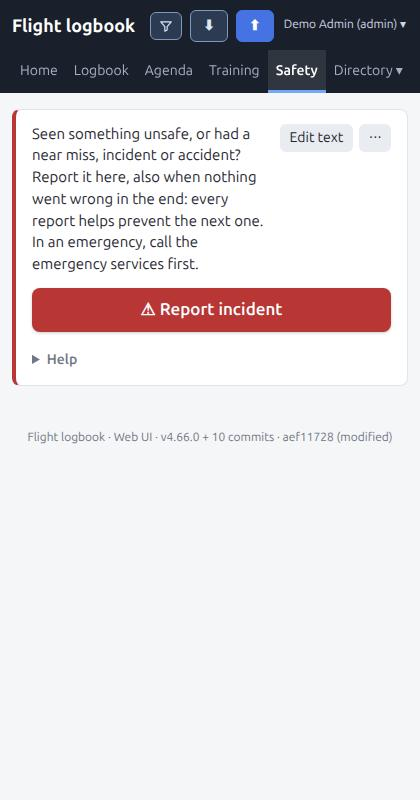 Flight logbook
Demo Admin (admin) ▾
Home Logbook Agenda Training Safety Directory ▾
Seen something unsafe, or had a
near miss, incident or accident?
Report it here, also when nothing
went wrong in the end: every
report helps prevent the next one.
In an emergency, call the
emergency services first.
Edit text
⋯
⚠ Report incident
▶ Help
Flight logbook · Web UI · v4.66.0 + 10 commits · aef11728 (modified)